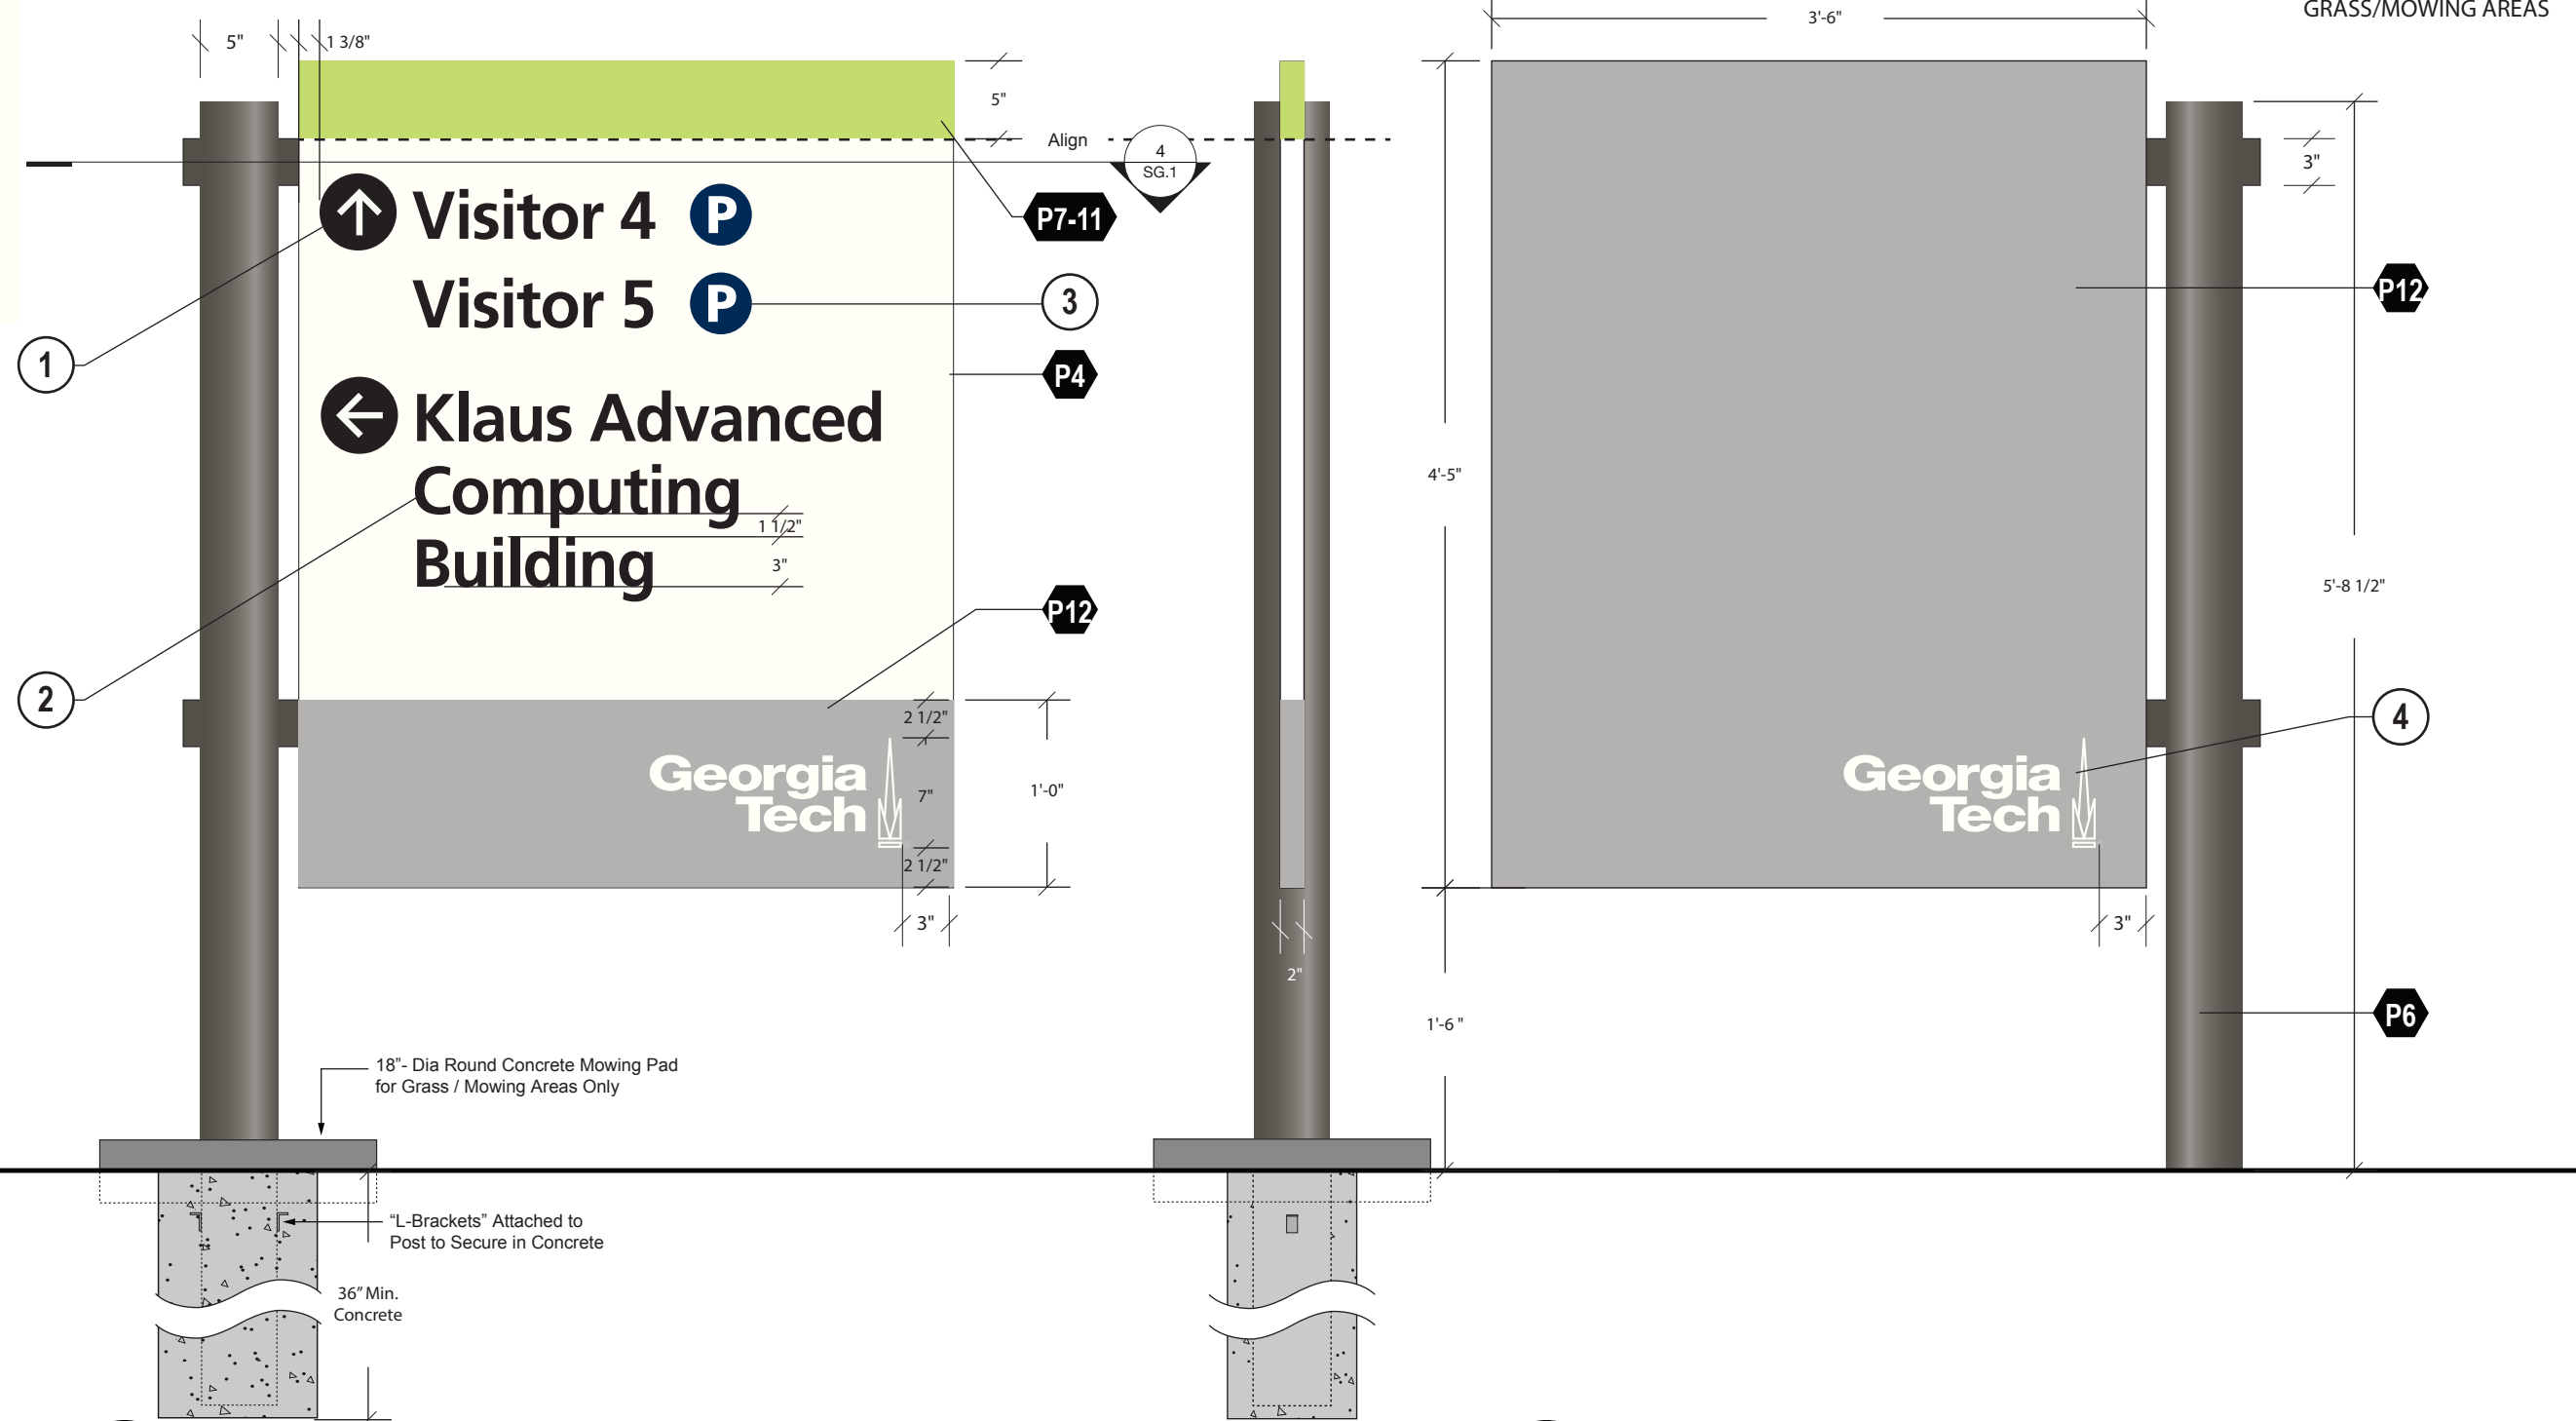 GRASS/MOWING AREAS
5"
1 3/8"
3'-6"
5"
Align
4
SG.1
3"
Visitor 4 P
P7-11
Visitor 5 P
3
P12
1
P4
Klaus Advanced
Computing
1 1/2"
Building
3"
4'-5"
5'-8 1/2"
P12
2
2 1/2"
4
Georgia
Tech
7"
1'-0"
2 1/2"
3"
Georgia
Tech
3"
2"
1'-6"
P6
18”- Dia Round Concrete Mowing Pad
for Grass / Mowing Areas Only
“L-Brackets” Attached to
Post to Secure in Concrete
36” Min.
Concrete